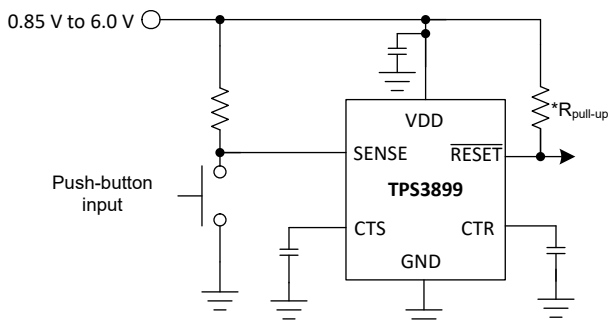 0.85 V to 6.0 V
VDD
*Rpull-up
SENSE
RESET
Push-button
input
TPS3899
CTS
CTR
GND